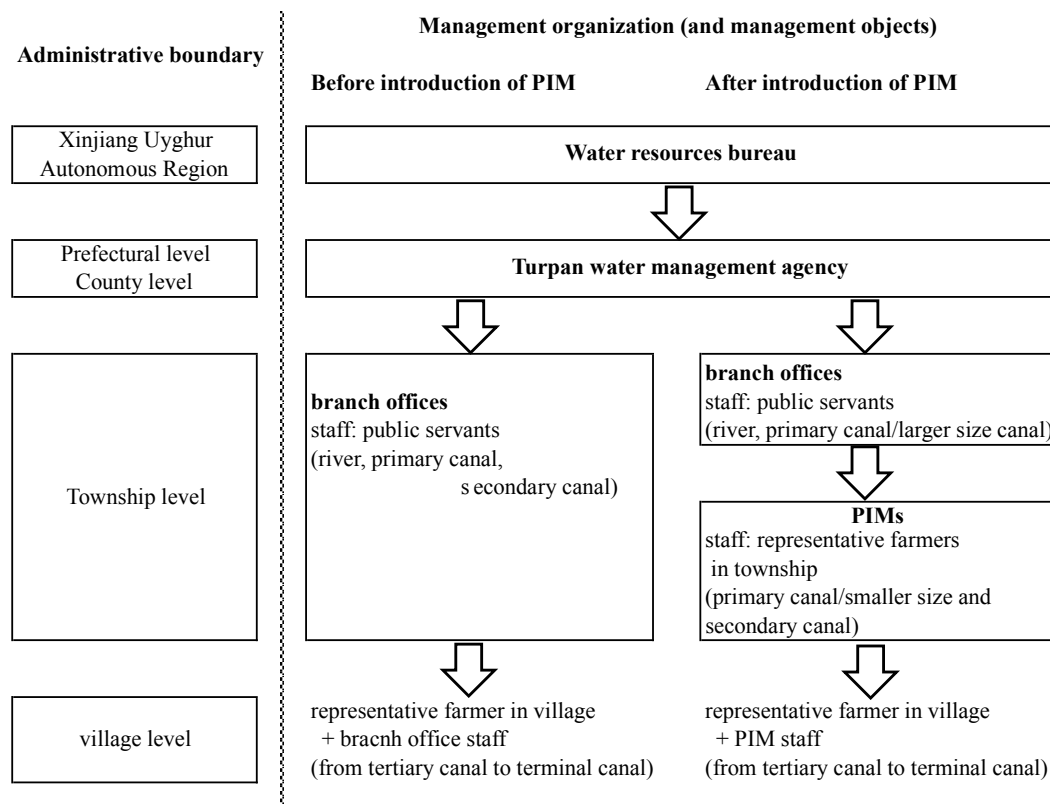 Management organization (and management objects)
Administrative boundary
Before introduction of PIM
After introduction of PIM
Xinjiang Uyghur
Autonomous Region
Water resources bureau
Prefectural level
County level
Turpan water management agency
Township level
branch offices
staff: public servants
(river, primary canal,
s econdary canal)
branch offices
staff: public servants
(river, primary canal/larger size canal)
PIMs
staff: representative farmers
in township
(primary canal/smaller size and
secondary canal)
village level
representative farmer in village
+ bracnh office staff
(from tertiary canal to terminal canal)
representative farmer in village
+ PIM staff
(from tertiary canal to terminal canal)